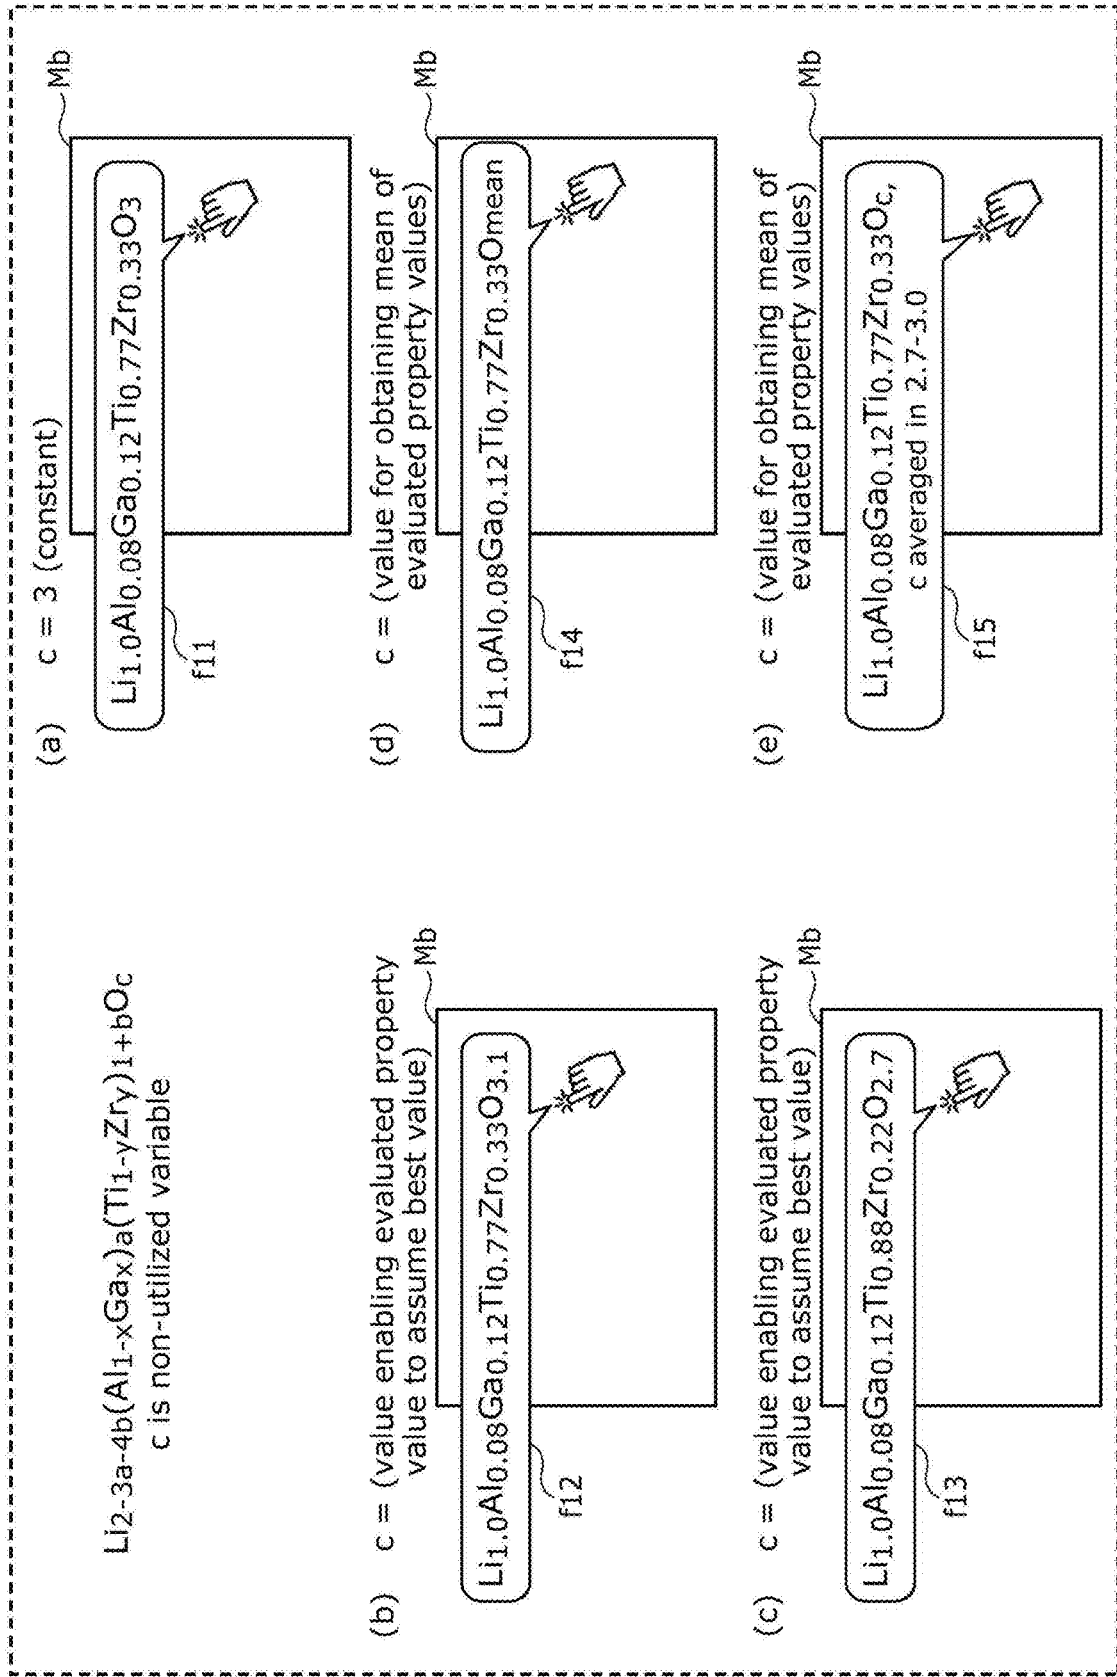 Li2-3a-4b(Al1-xGax)a(Ti1-yZry)1+bOc
c is non-utilized variable
(a) c = 3 (constant)
Mb
Li1.0Al0.08Ga0.12Ti0.77Zr0.33O3
f11
(b) c = (value enabling evaluated property
value to assume best value)
Mb
Li1.0Al0.08Ga0.12Ti0.77Zr0.33O3.1
f12
(d) c = (value for obtaining mean of
evaluated property values)
Mb
Li1.0Al0.08Ga0.12Ti0.77Zr0.33Omean
f14
(c) c = (value enabling evaluated property
value to assume best value)
Mb
Li1.0Al0.08Ga0.12Ti0.88Zr0.22O2.7
f13
(e) c = (value for obtaining mean of
evaluated property values)
Mb
Li1.0Al0.08Ga0.12Ti0.77Zr0.33Oc,
c averaged in 2.7-3.0
f15